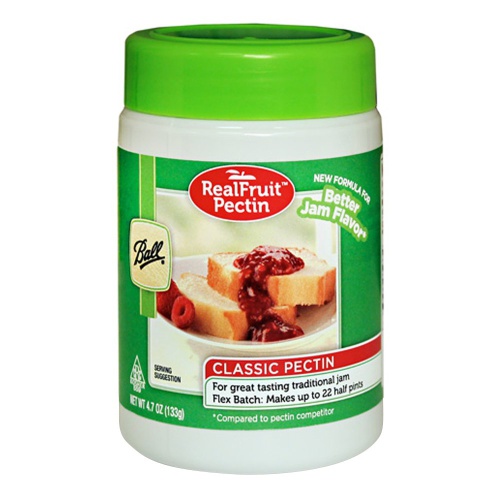 RealFruit™
Pectin
NEW FORMULA FOR
Better
Jam Flavor*
Ball
®
SERVING
SUGGESTION
CLASSIC PECTIN
For great tasting traditional jam
Flex Batch: Makes up to 22 half pints
*Compared to pectin competitor
NET WT 4.7 OZ (133g)